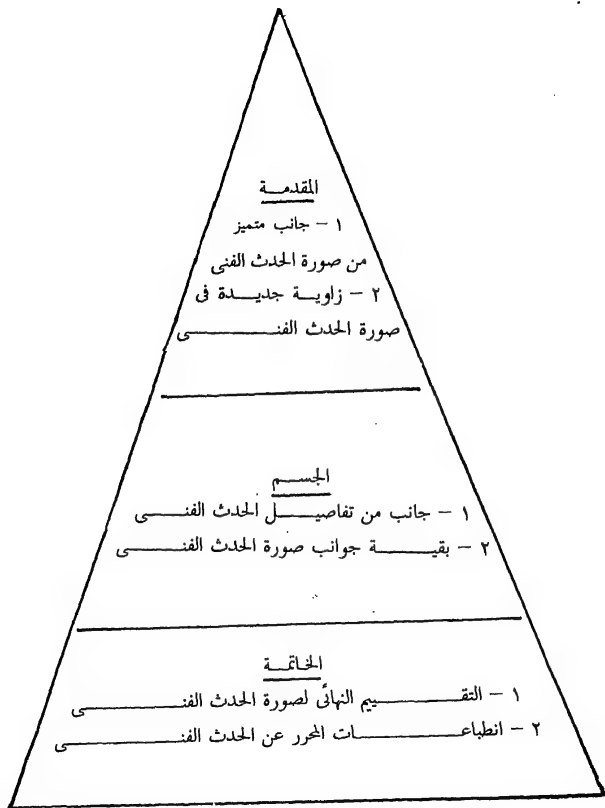 المقدمة
١ – جانب متميز
من صورة الحدث الفنى
٢ – زاوية جديدة فى
صورة الحدث الفنى
الجسم
١ – جانب من تفاصيل الحدث الفنى
٢ – بقية جوانب صورة الحدث الفنى
الخاتمة
١ – التقييم النهائى لصورة الحدث الفنى
٢ – انطباعات المحرر عن الحدث الفنى